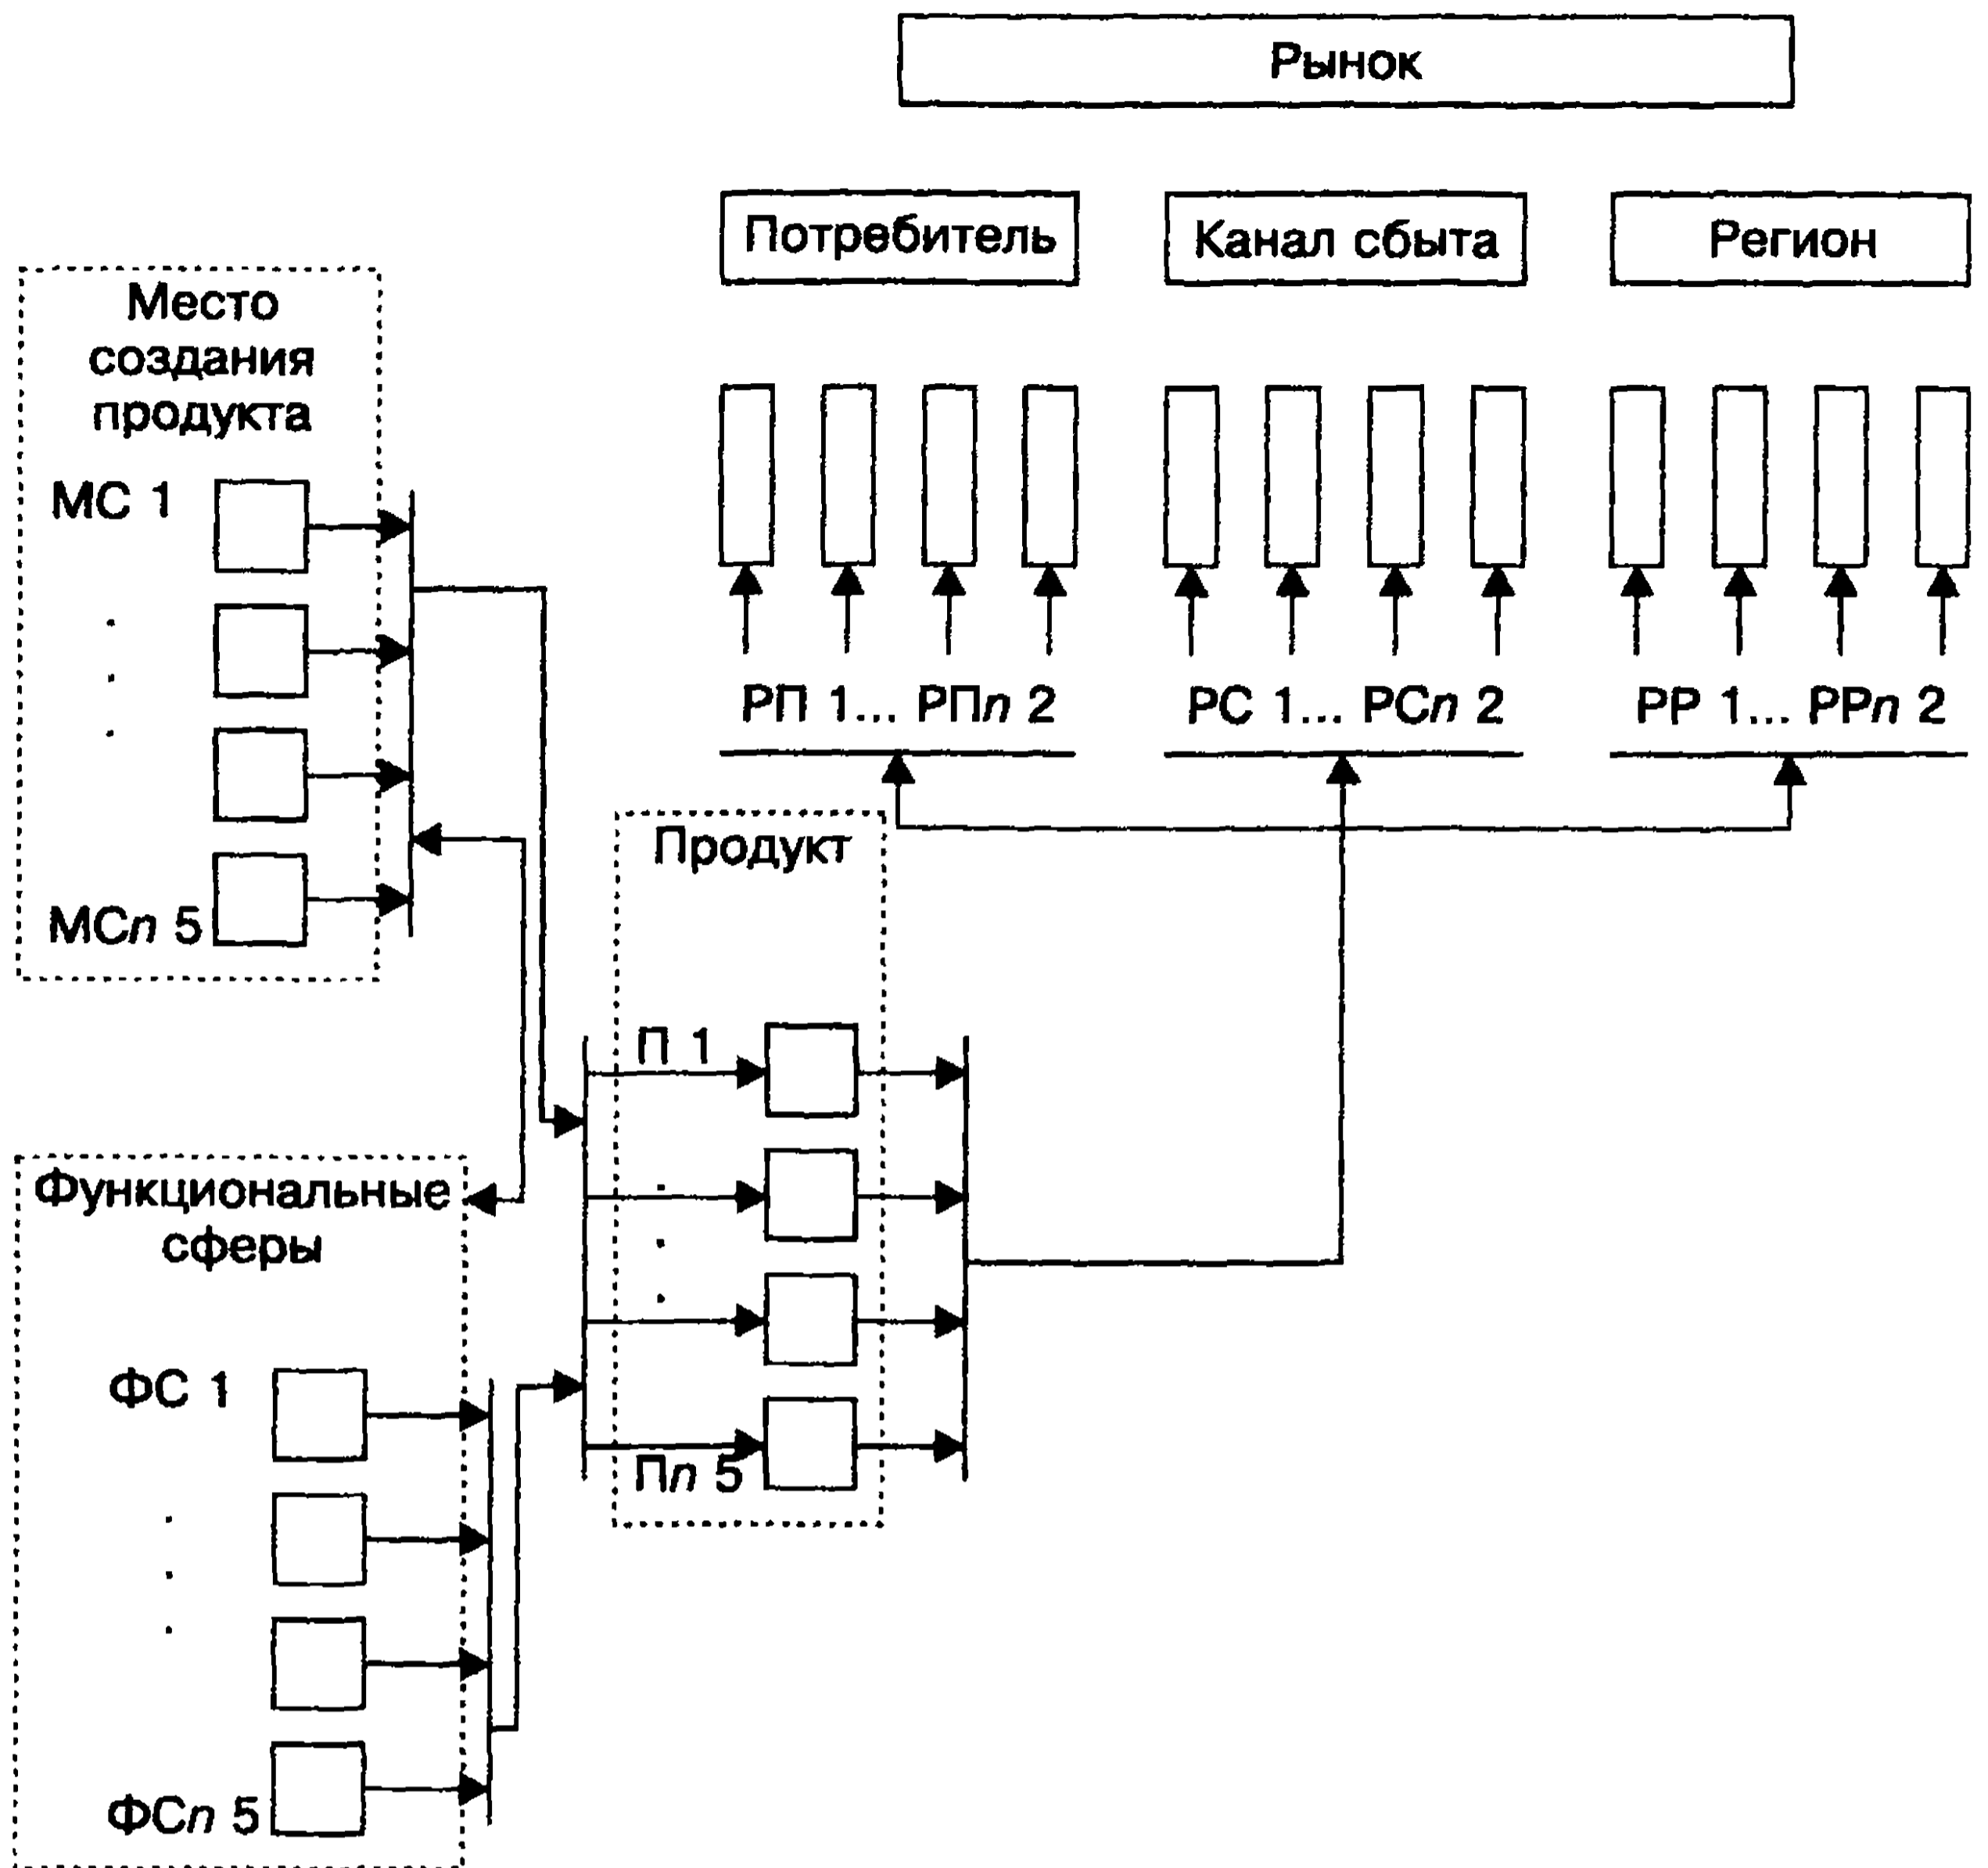 Рынок
Потребитель
Канал сбыта
Регион
Место
создания
продукта
МС 1
МСn 5
РП 1... РПn 2
РС 1... РСn 2
РР 1... РРn 2
Продукт
П 1
Пn 5
Функциональные
сферы
ФС 1
ФСn 5